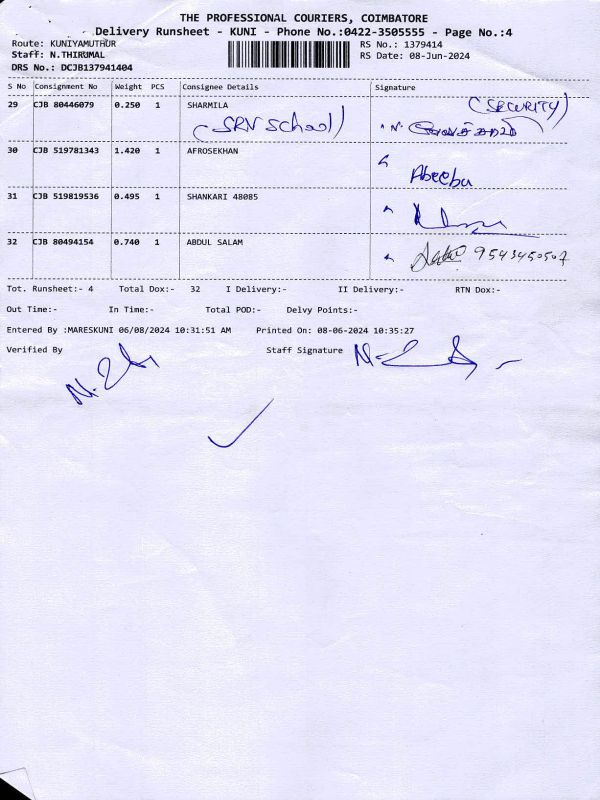 THE PROFESSIONAL COURIERS, COIMBATORE
Delivery Runsheet - KUNI - Phone No.:0422-3505555 - Page No.:4
Route: KUNIYAMUTHUR
RS No.: 1379414
Staff: N.THIRUMAL
RS Date: 08-Jun-2024
DRS No.: DCJB137941404
S No Consignment No Weight PCS Consignee Details Signature
29 CJB 80446079 0.250 1 SHARMILA (SECURITY)
(SRV School)
30 CJB 519781343 1.420 1 AFROSEKHAN
Abeeba
31 CJB 519819536 0.495 1 SHANKARI 48085
32 CJB 80494154 0.740 1 ABDUL SALAM
9543450507
Tot. Runsheet:- 4 Total Dox:- 32 I Delivery:- II Delivery:- RTN Dox:-
Out Time:- In Time:- Total POD:- Delvy Points:-
Entered By :MARESKUNI 06/08/2024 10:31:51 AM Printed On: 08-06-2024 10:35:27
Verified By Staff Signature